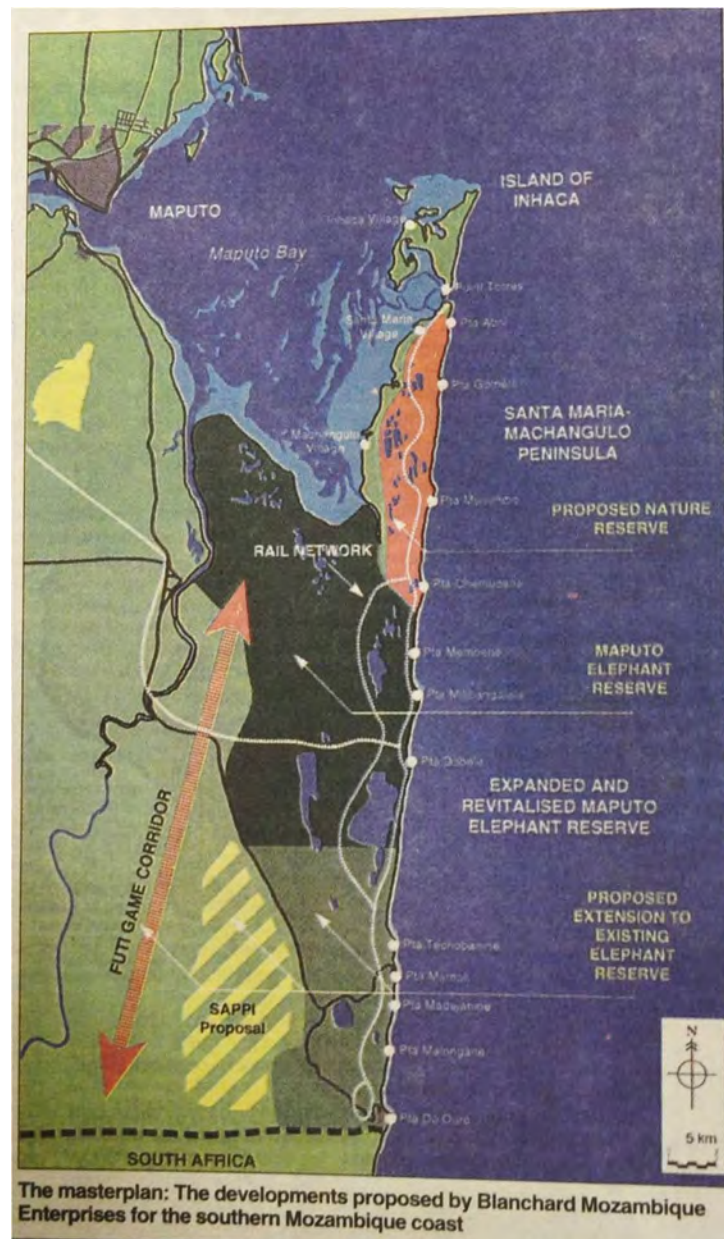 ISLAND OF
INHACA
MAPUTO
Inhaca Village
Maputo Bay
Santa Maria
Village
Pta Abril
SANTA MARIA-
MACHANGULO
PENINSULA
Machangulo
Village
PROPOSED NATURE
RESERVE
RAIL NETWORK
MAPUTO
ELEPHANT
RESERVE
EXPANDED AND
REVITALISED MAPUTO
ELEPHANT RESERVE
FUTI GAME CORRIDOR
PROPOSED
EXTENSION TO
EXISTING
ELEPHANT
RESERVE
Pta Techobanine
SAPPI
Proposal
Pta Madejanine
Pta Malongane
Pta Do Ouro
N
5 km
SOUTH AFRICA
The masterplan: The developments proposed by Blanchard Mozambique
Enterprises for the southern Mozambique coast